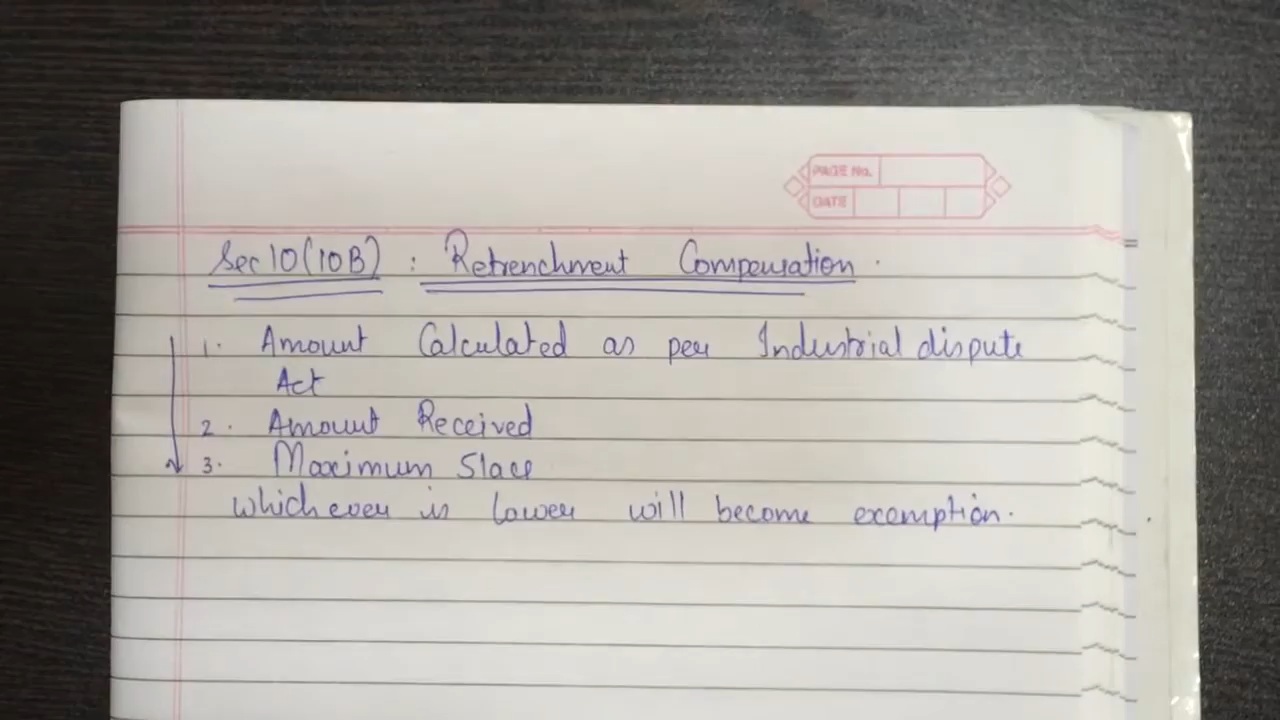 PAGE No.
DATE
Sec 10(10B) : Retrenchment Compensation .
1. Amount Calculated as per Industrial dispute
Act
2. Amount Received
3. Maximum 5lacs
whichever is lower will become exemption.